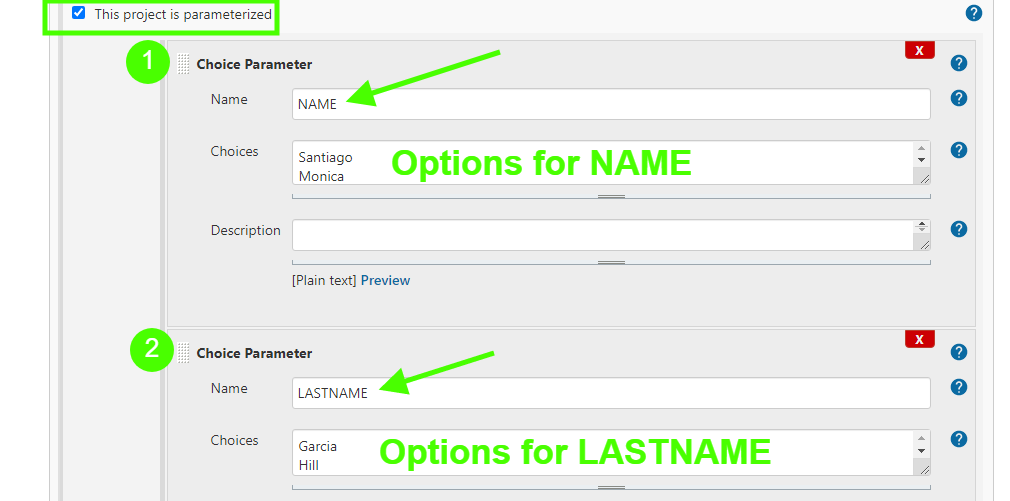 This project is parameterized
?
1
Choice Parameter
X
?
Name
NAME
?
Choices
Santiago
Monica
Options for NAME
?
Description
?
[Plain text] Preview
2
Choice Parameter
X
?
Name
LASTNAME
?
Choices
Garcia
Hill
Options for LASTNAME
?